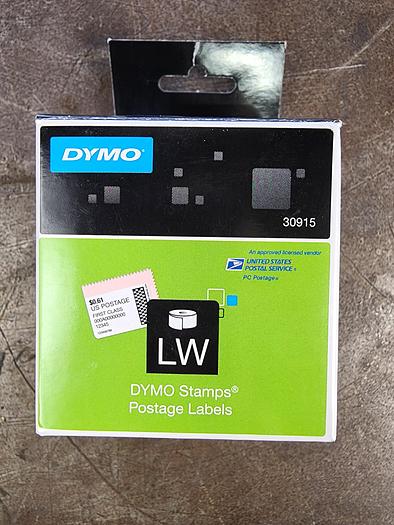 DYMO
30915
An approved licensed vendor
UNITED STATES
POSTAL SERVICE®
PC Postage®
$0.61
US POSTAGE
FIRST CLASS
000A00000000
12345
LW
DYMO Stamps®
Postage Labels